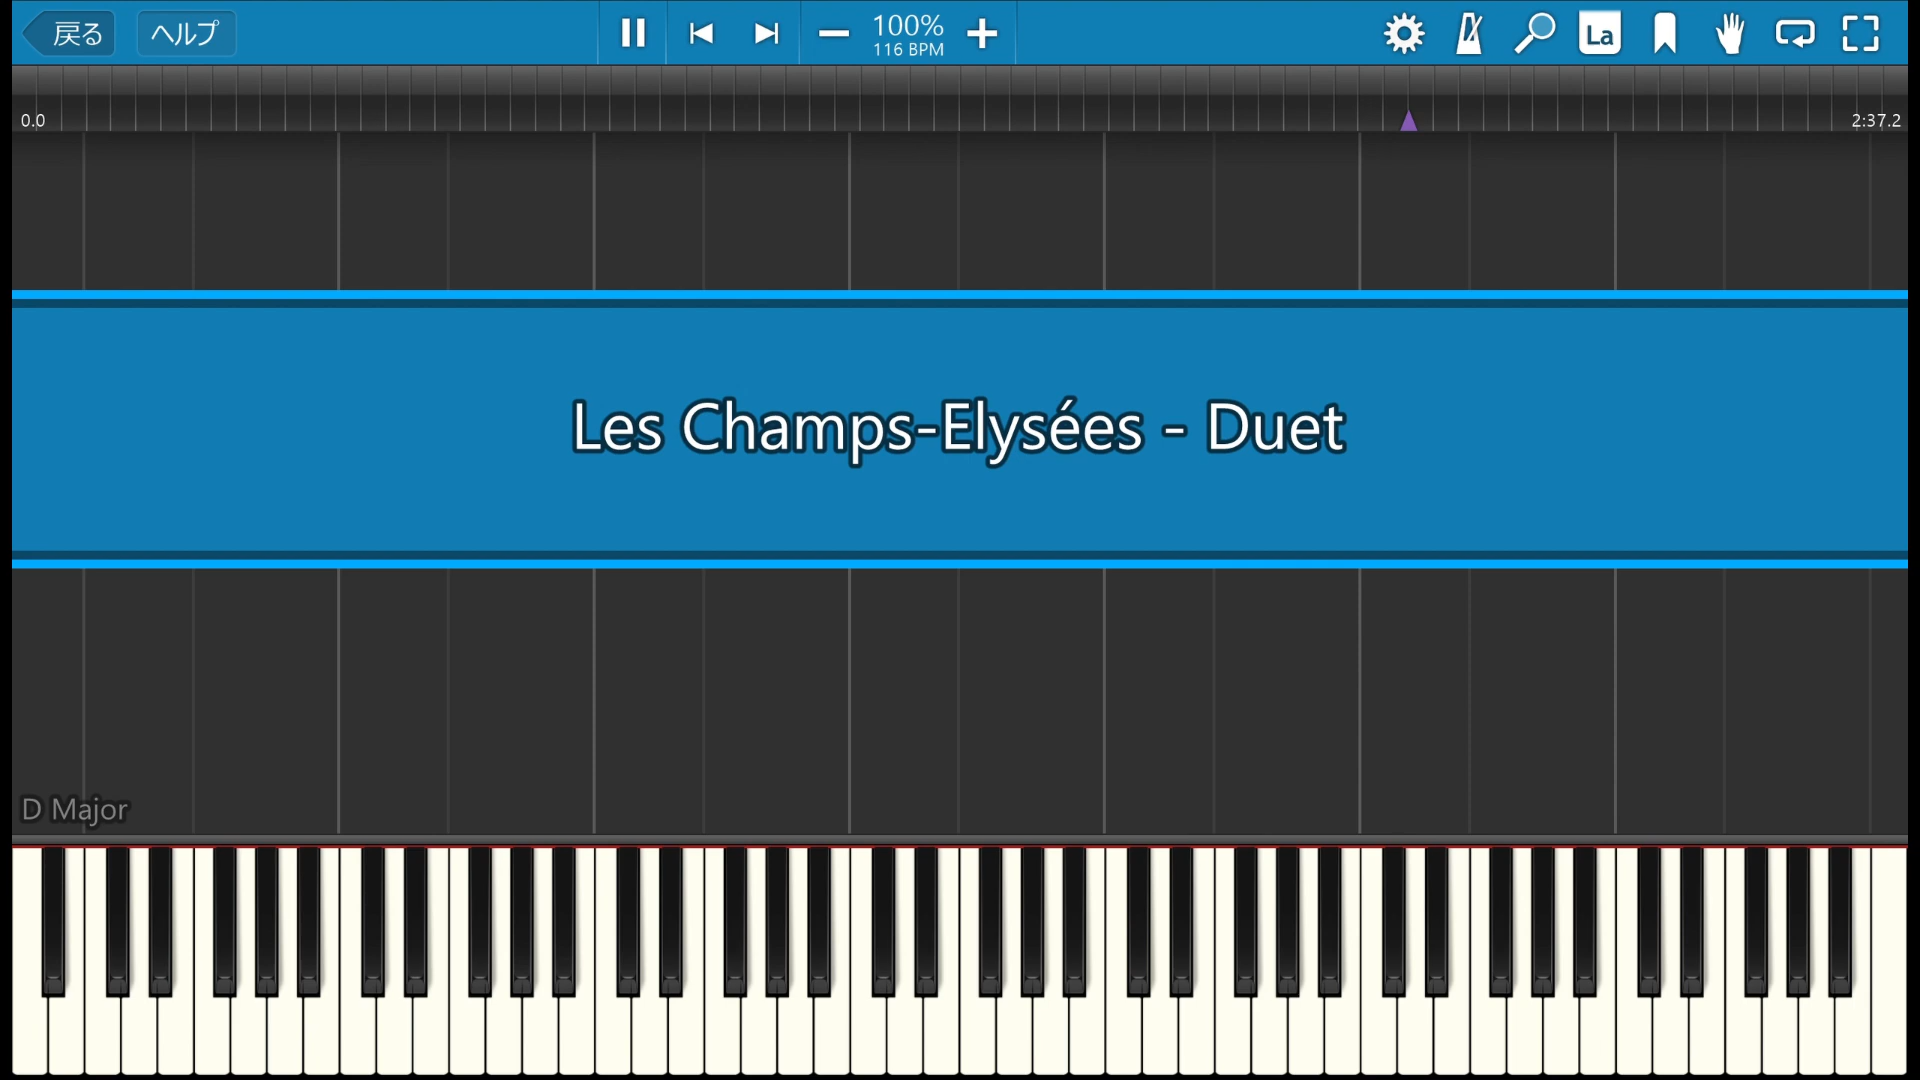 戻る
ヘルプ
100%
116 BPM
La
0.0
2:37.2
Les Champs-Elysées - Duet
D Major